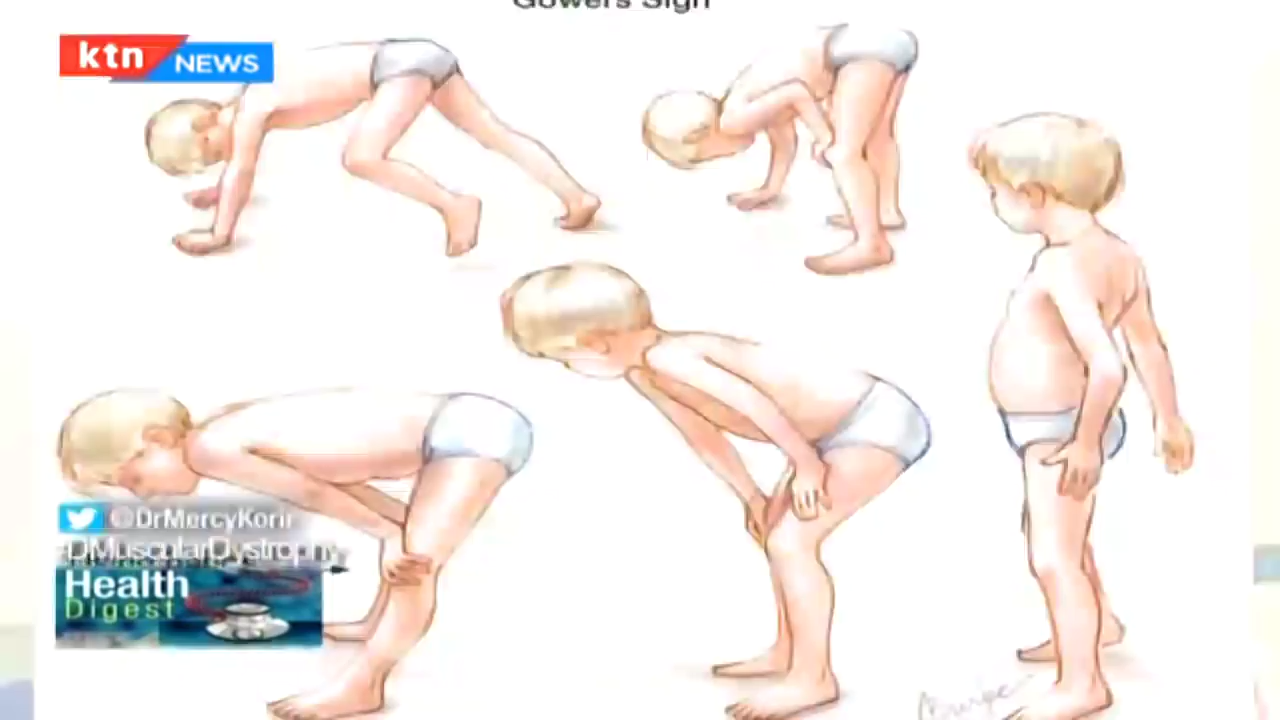 Gowers Sign
ktn NEWS
@DrMercyKorir
DMuscularDystrophy
Health
Digest